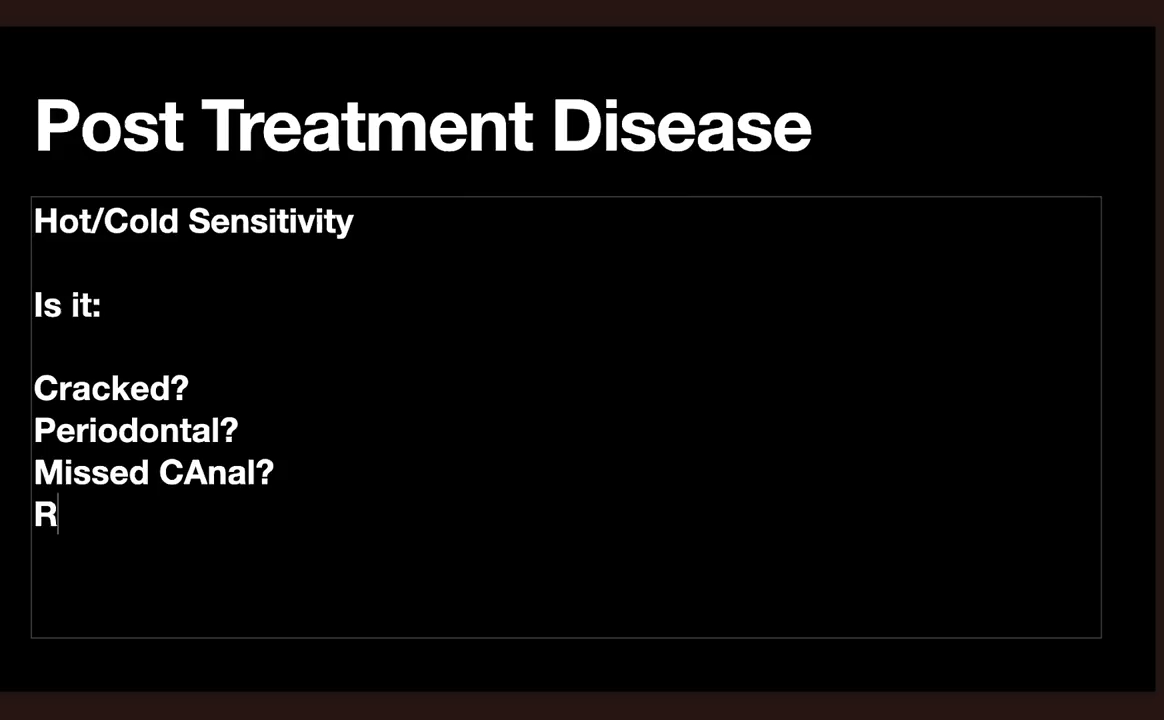 Post Treatment Disease
Hot/Cold Sensitivity
Is it:
Cracked?
Periodontal?
Missed CAnal?
R